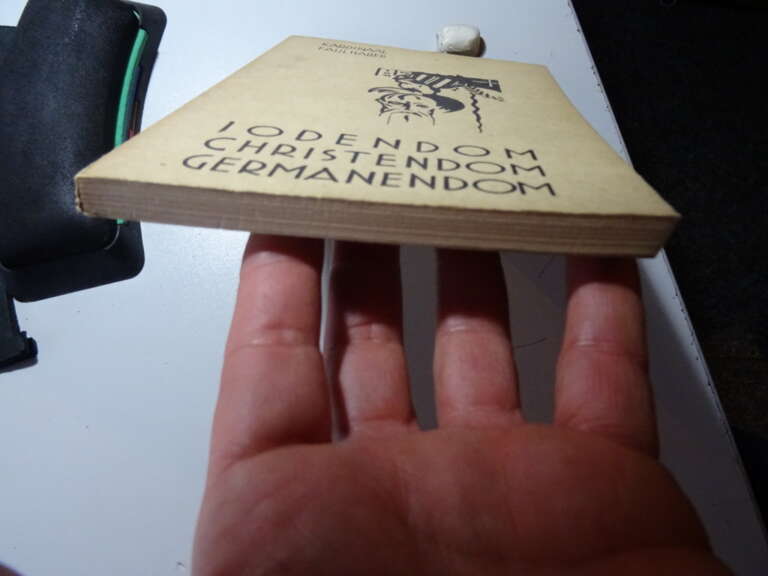 KARDINAAL
FAULHABER
IODENDOM
CHRISTENDOM
GERMANENDOM